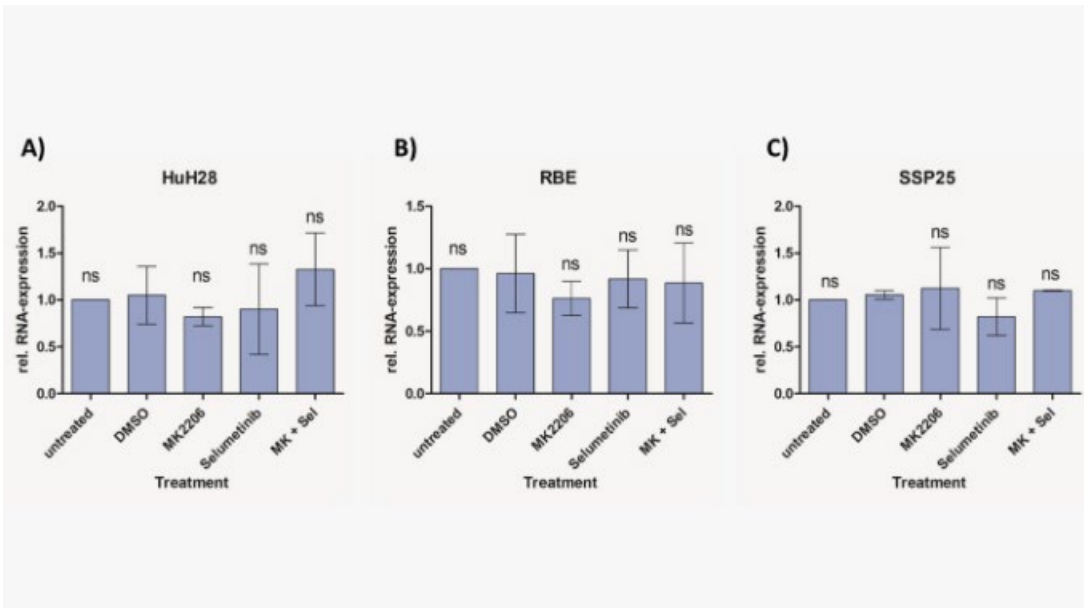 A)
HuH28
rel. RNA-expression
2.0
1.5
1.0
0.5
0.0
ns
ns
ns
ns
untreated
DMSO
MK2206
Selumetinib
MK + Sel
Treatment
B)
RBE
rel. RNA-expression
1.5
1.0
0.5
0.0
ns
ns
ns
ns
untreated
DMSO
MK2206
Selumetinib
MK + Sel
Treatment
C)
SSP25
rel. RNA-expression
2.0
1.5
1.0
0.5
0.0
ns
ns
ns
ns
untreated
DMSO
MK2206
Selumetinib
MK + Sel
Treatment